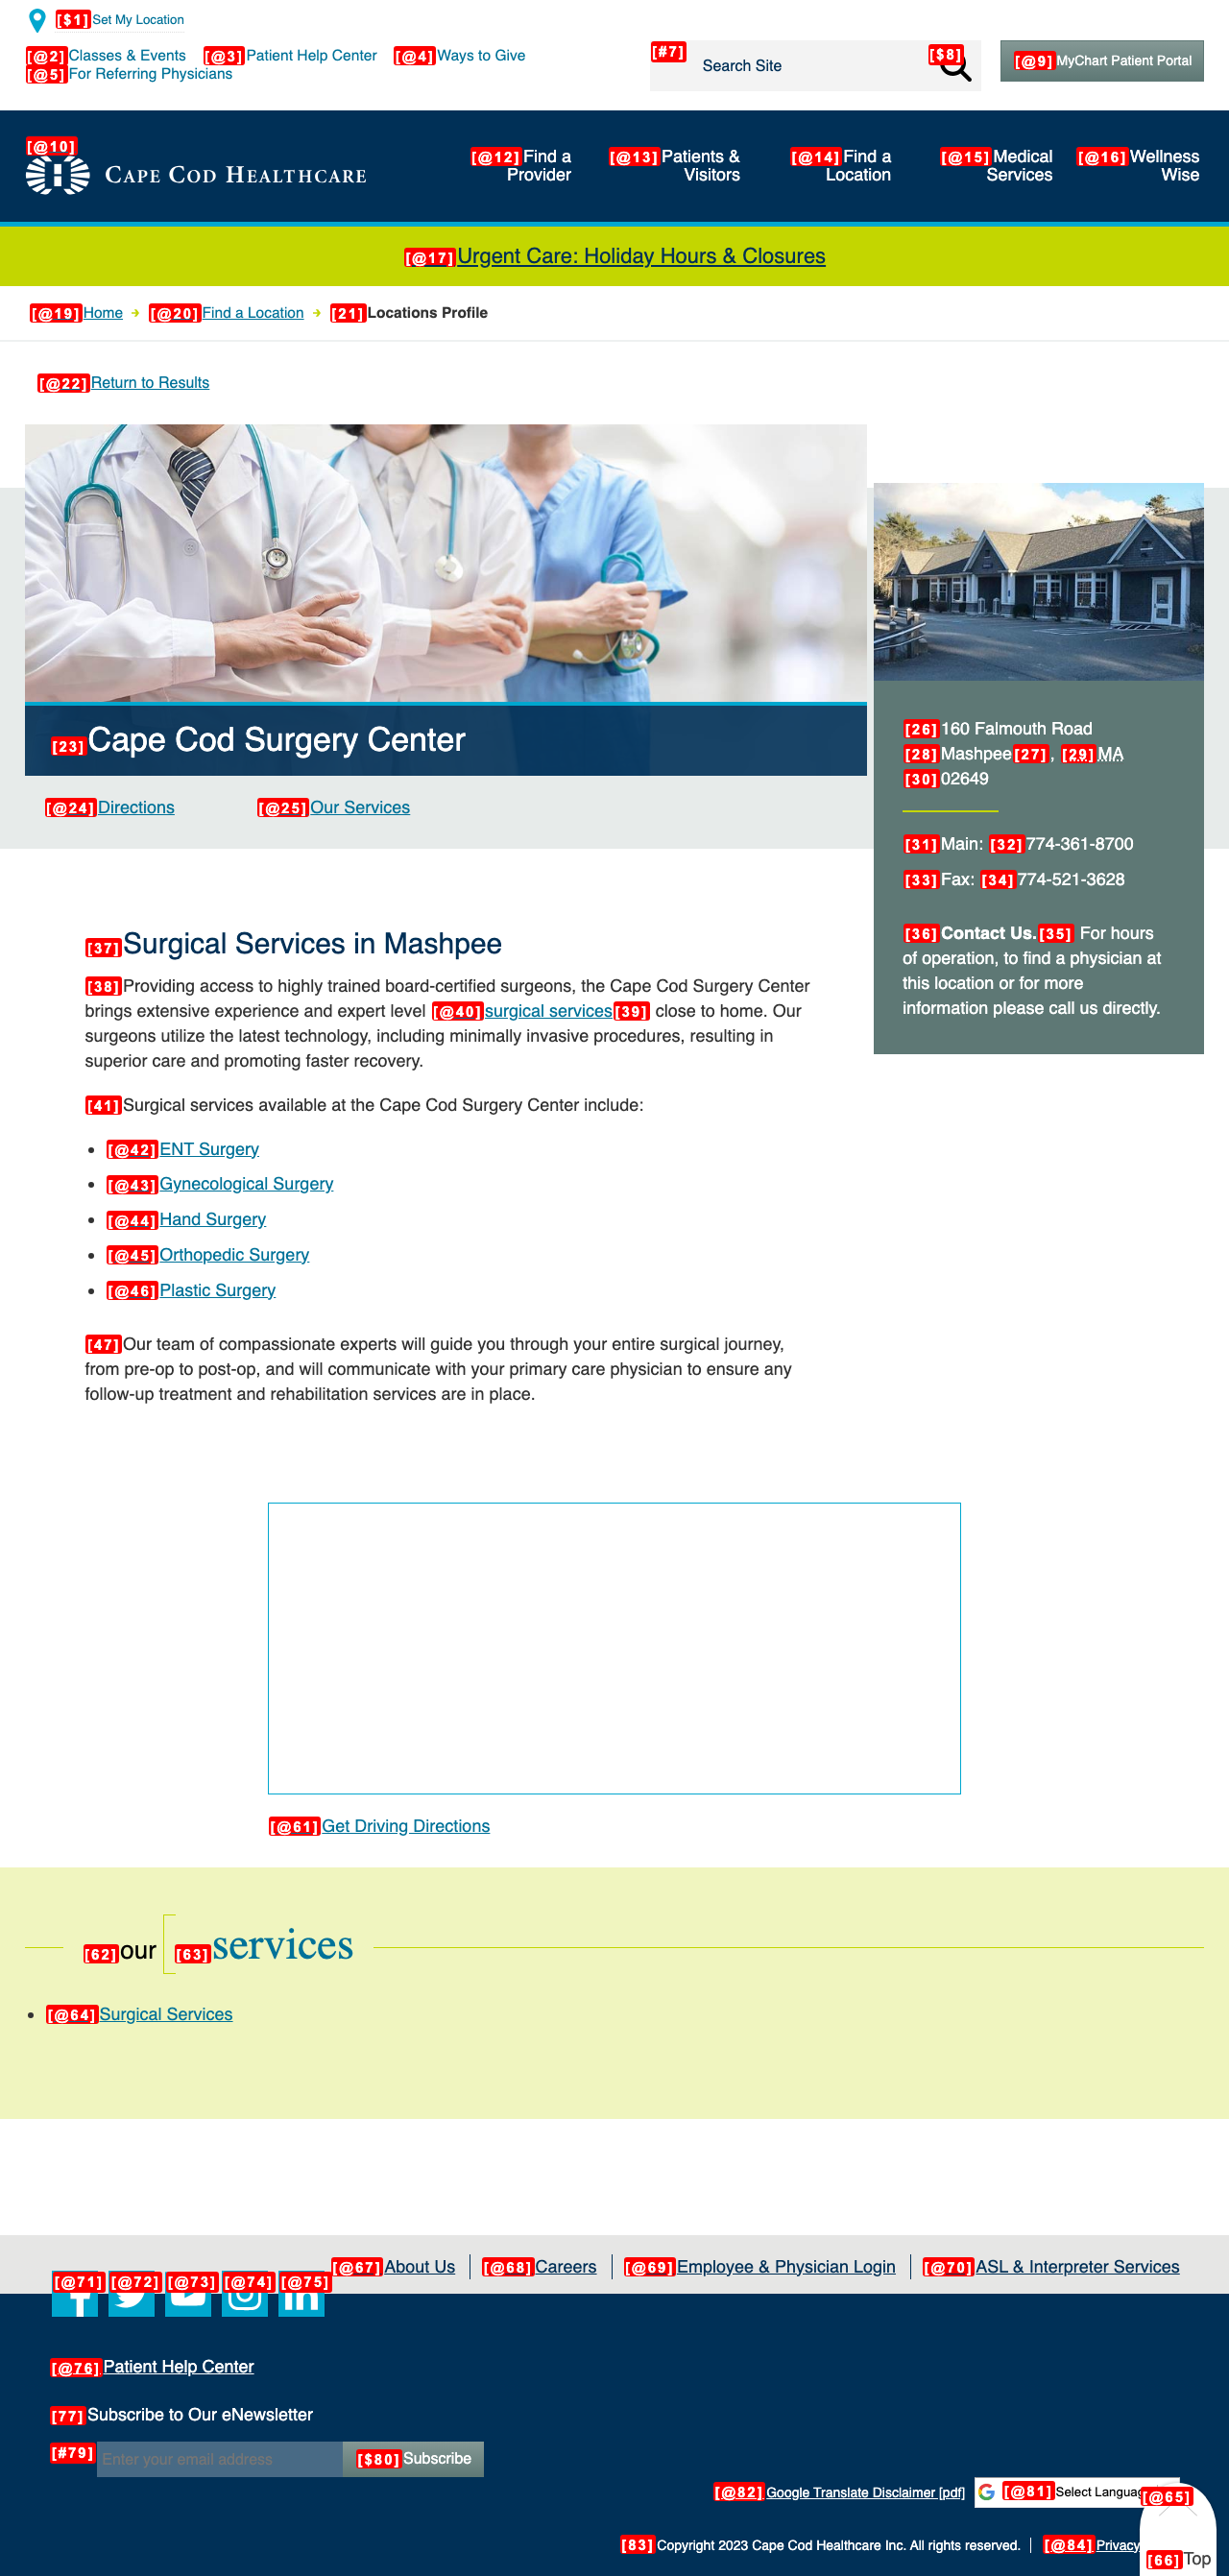 [$1] Set My Location
[@2] Classes & Events [@3] Patient Help Center [@4] Ways to Give
[@5] For Referring Physicians
[#7] Search Site [$8]
[@9] MyChart Patient Portal
[@10]
CAPE COD HEALTHCARE
[@12] Find a Provider
[@13] Patients & Visitors
[@14] Find a Location
[@15] Medical Services
[@16] Wellness Wise
[@17] Urgent Care: Holiday Hours & Closures
[@19] Home [@20] Find a Location [21] Locations Profile
[@22] Return to Results
[23] Cape Cod Surgery Center
[@24] Directions [@25] Our Services
[26] 160 Falmouth Road
[28] Mashpee [27] , [29] MA
[30] 02649
[31] Main: [32] 774-361-8700
[33] Fax: [34] 774-521-3628
[36] Contact Us. [35] For hours
of operation, to find a physician at
this location or for more
information please call us directly.
[37] Surgical Services in Mashpee
[38] Providing access to highly trained board-certified surgeons, the Cape Cod Surgery Center
brings extensive experience and expert level [@40] surgical services [39] close to home. Our
surgeons utilize the latest technology, including minimally invasive procedures, resulting in
superior care and promoting faster recovery.
[41] Surgical services available at the Cape Cod Surgery Center include:
[@42] ENT Surgery
[@43] Gynecological Surgery
[@44] Hand Surgery
[@45] Orthopedic Surgery
[@46] Plastic Surgery
[47] Our team of compassionate experts will guide you through your entire surgical journey,
from pre-op to post-op, and will communicate with your primary care physician to ensure any
follow-up treatment and rehabilitation services are in place.
[@61] Get Driving Directions
[62] our [63] services
[@64] Surgical Services
[@67] About Us [@68] Careers [@69] Employee & Physician Login [@70] ASL & Interpreter Services
[@71] [@72] [@73] [@74] [@75]
[@76] Patient Help Center
[77] Subscribe to Our eNewsletter
[#79] Enter your email address [$80] Subscribe
[@82] Google Translate Disclaimer [pdf] [@81] Select Languag
[@65]
[83] Copyright 2023 Cape Cod Healthcare Inc. All rights reserved. [@84] Privacy
[66] Top